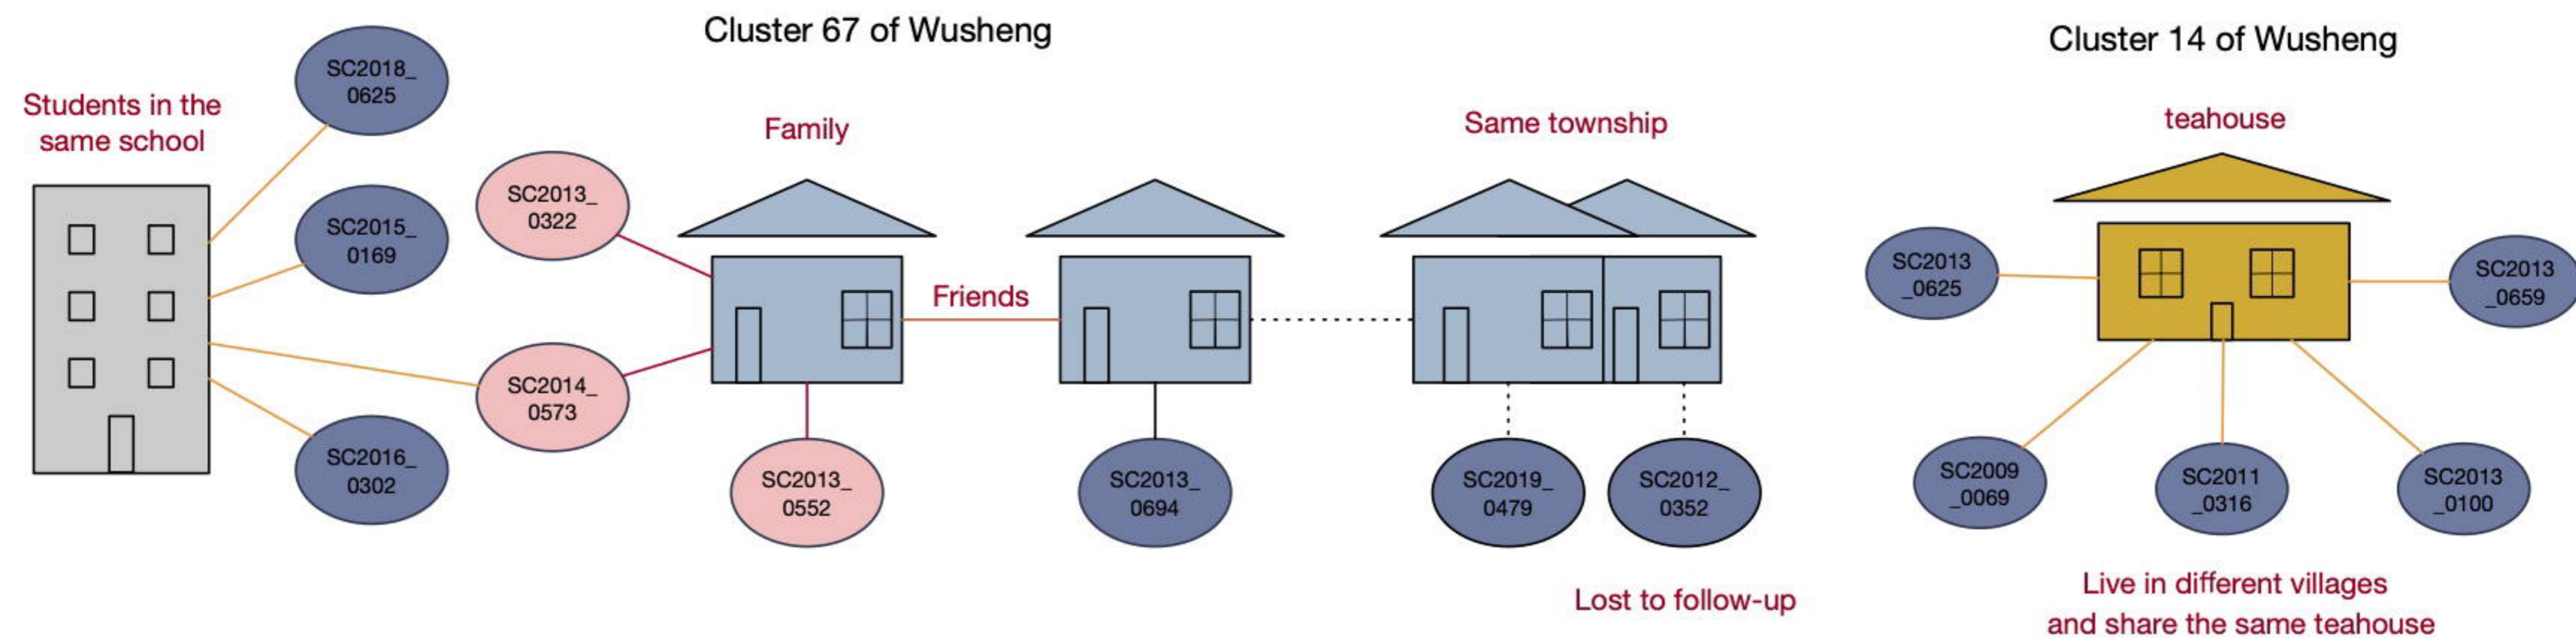 Cluster 67 of Wusheng
Students in the
same school
SC2018_
0625
SC2015_
0169
SC2016_
0302
SC2013_
0322
SC2014_
0573
Family
SC2013_
0552
Friends
SC2013_
0694
Same township
SC2019_
0479
SC2012_
0352
Lost to follow-up
Cluster 14 of Wusheng
teahouse
SC2013
_0625
SC2013
_0659
SC2009
_0069
SC2011
_0316
SC2013
_0100
Live in different villages
and share the same teahouse